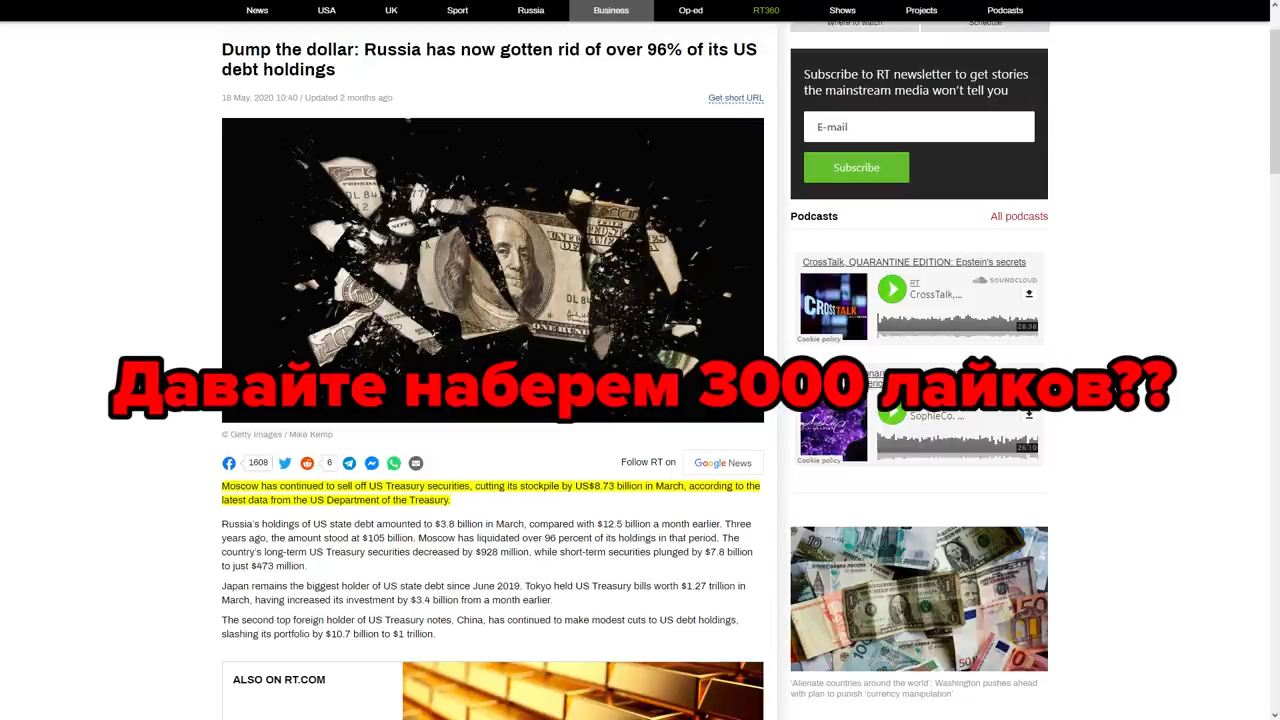 News USA UK Sport Russia Business Op-ed RT360 Shows Projects Podcasts
Where to watch Schedule
Dump the dollar: Russia has now gotten rid of over 96% of its US
debt holdings
18 May, 2020 10:40 / Updated 2 months ago
Get short URL
Subscribe to RT newsletter to get stories
the mainstream media won't tell you
E-mail
Subscribe
Podcasts All podcasts
CrossTalk, QUARANTINE EDITION: Epstein's secrets
RT
SOUNDCLOUD
CrossTalk,...
CROSSTALK
28:38
Cookie policy
Давайте наберем 3000 лайков??
SophieCo. ...
26:10
Cookie policy
© Getty Images / Mike Kemp
1608 6 Follow RT on Google News
Moscow has continued to sell off US Treasury securities, cutting its stockpile by US$8.73 billion in March, according to the
latest data from the US Department of the Treasury.
Russia's holdings of US state debt amounted to $3.8 billion in March, compared with $12.5 billion a month earlier. Three
years ago, the amount stood at $105 billion. Moscow has liquidated over 96 percent of its holdings in that period. The
country's long-term US Treasury securities decreased by $928 million, while short-term securities plunged by $7.8 billion
to just $473 million.
Japan remains the biggest holder of US state debt since June 2019. Tokyo held US Treasury bills worth $1.27 trillion in
March, having increased its investment by $3.4 billion from a month earlier.
The second top foreign holder of US Treasury notes, China, has continued to make modest cuts to US debt holdings,
slashing its portfolio by $10.7 billion to $1 trillion.
ALSO ON RT.COM
'Alienate countries around the world': Washington pushes ahead
with plan to punish 'currency manipulation'